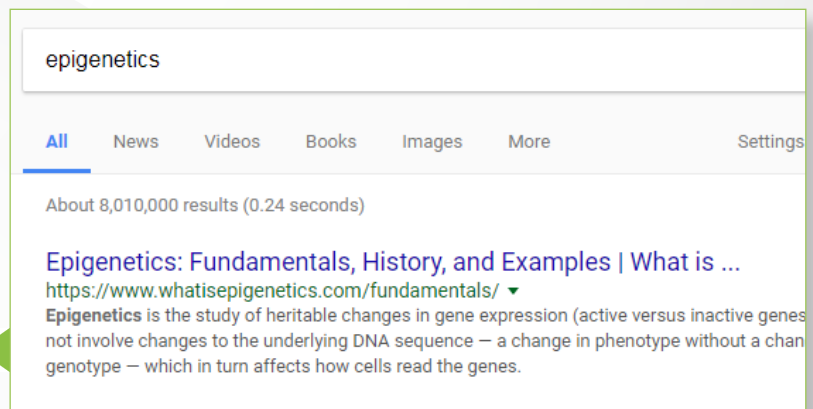 epigenetics
All News Videos Books Images More Settings
About 8,010,000 results (0.24 seconds)
Epigenetics: Fundamentals, History, and Examples | What is ...
https://www.whatisepigenetics.com/fundamentals/
Epigenetics is the study of heritable changes in gene expression (active versus inactive genes
not involve changes to the underlying DNA sequence — a change in phenotype without a chan
genotype — which in turn affects how cells read the genes.